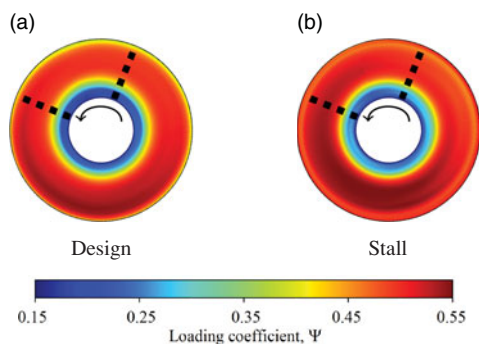 (a)
(b)
Design
Stall
0.15 0.25 0.35 0.45 0.55
Loading coefficient, Ψ